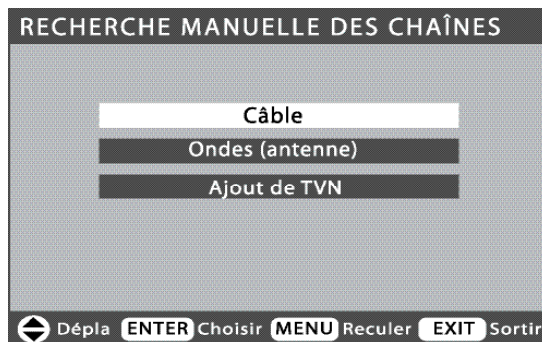 RECHERCHE MANUELLE DES CHAÎNES
Câble
Ondes (antenne)
Ajout de TVN
Dépla ENTER Choisir MENU Reculer EXIT Sortir